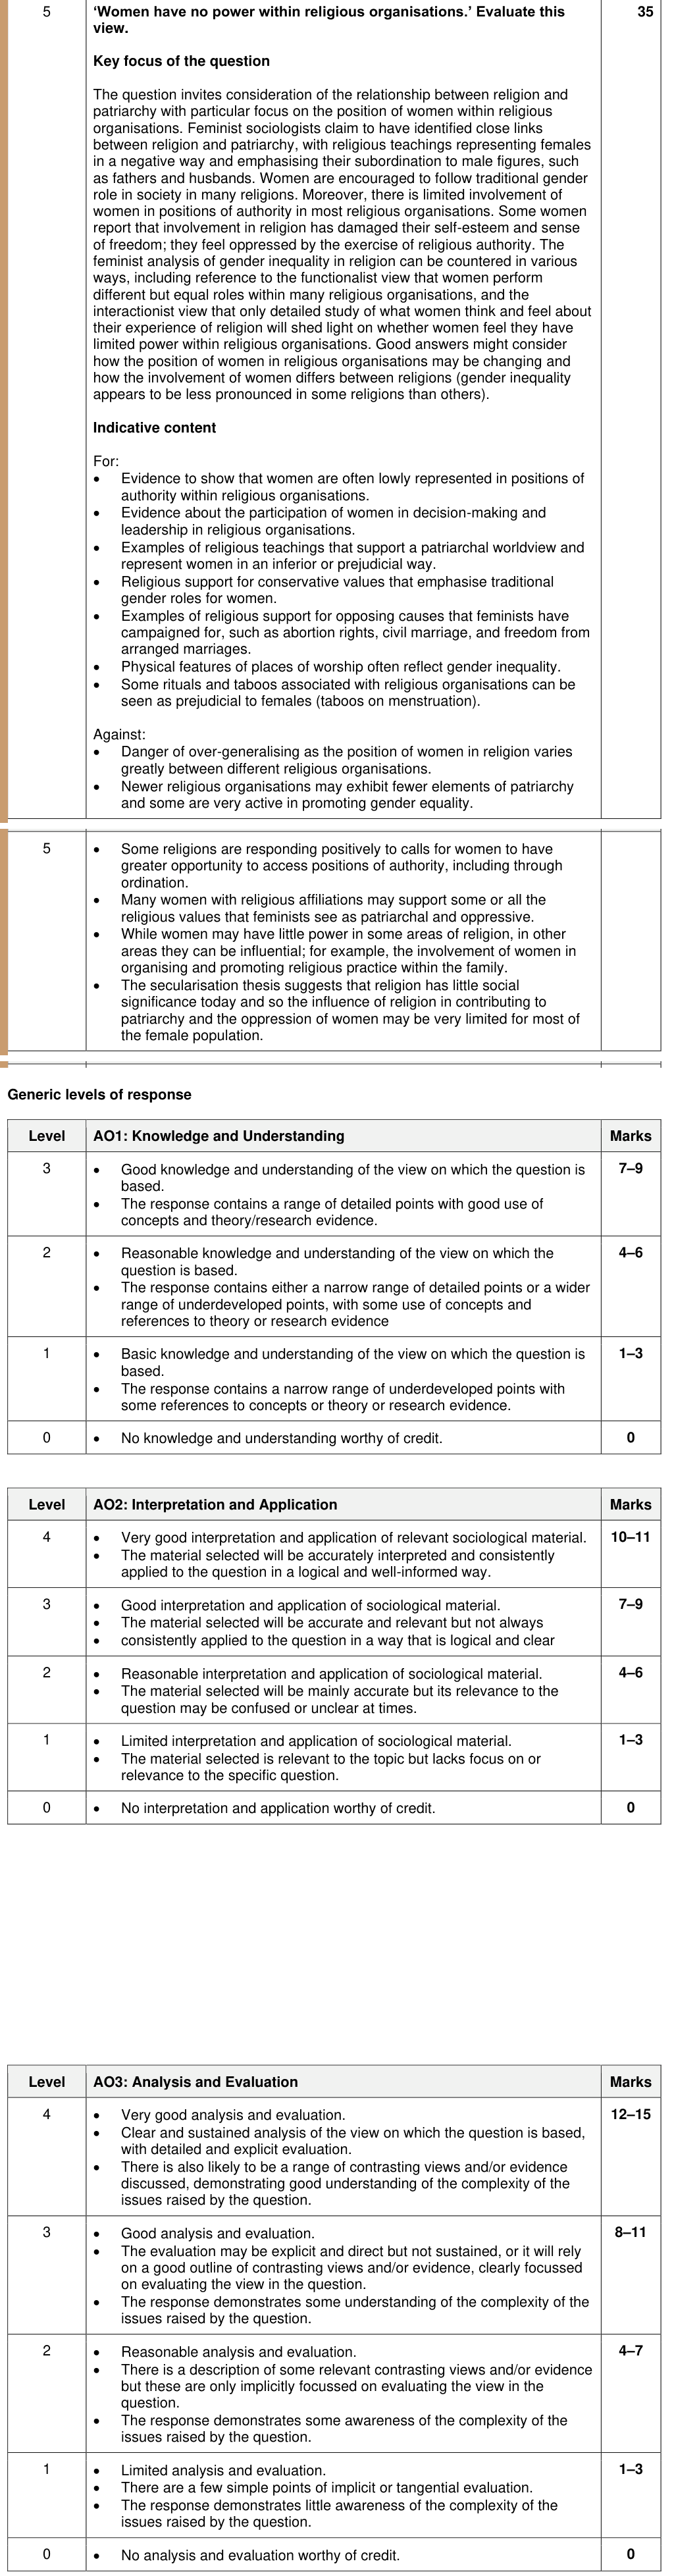 5 ‘Women have no power within religious organisations.’ Evaluate this 35
view.
Key focus of the question
The question invites consideration of the relationship between religion and
patriarchy with particular focus on the position of women within religious
organisations. Feminist sociologists claim to have identified close links
between religion and patriarchy, with religious teachings representing females
in a negative way and emphasising their subordination to male figures, such
as fathers and husbands. Women are encouraged to follow traditional gender
role in society in many religions. Moreover, there is limited involvement of
women in positions of authority in most religious organisations. Some women
report that involvement in religion has damaged their self-esteem and sense
of freedom; they feel oppressed by the exercise of religious authority. The
feminist analysis of gender inequality in religion can be countered in various
ways, including reference to the functionalist view that women perform
different but equal roles within many religious organisations, and the
interactionist view that only detailed study of what women think and feel about
their experience of religion will shed light on whether women feel they have
limited power within religious organisations. Good answers might consider
how the position of women in religious organisations may be changing and
how the involvement of women differs between religions (gender inequality
appears to be less pronounced in some religions than others).
Indicative content
For:
• Evidence to show that women are often lowly represented in positions of
authority within religious organisations.
• Evidence about the participation of women in decision-making and
leadership in religious organisations.
• Examples of religious teachings that support a patriarchal worldview and
represent women in an inferior or prejudicial way.
• Religious support for conservative values that emphasise traditional
gender roles for women.
• Examples of religious support for opposing causes that feminists have
campaigned for, such as abortion rights, civil marriage, and freedom from
arranged marriages.
• Physical features of places of worship often reflect gender inequality.
• Some rituals and taboos associated with religious organisations can be
seen as prejudicial to females (taboos on menstruation).
Against:
• Danger of over-generalising as the position of women in religion varies
greatly between different religious organisations.
• Newer religious organisations may exhibit fewer elements of patriarchy
and some are very active in promoting gender equality.
5 • Some religions are responding positively to calls for women to have
greater opportunity to access positions of authority, including through
ordination.
• Many women with religious affiliations may support some or all the
religious values that feminists see as patriarchal and oppressive.
• While women may have little power in some areas of religion, in other
areas they can be influential; for example, the involvement of women in
organising and promoting religious practice within the family.
• The secularisation thesis suggests that religion has little social
significance today and so the influence of religion in contributing to
patriarchy and the oppression of women may be very limited for most of
the female population.
Generic levels of response
Level AO1: Knowledge and Understanding Marks
3 • Good knowledge and understanding of the view on which the question is 7–9
based.
• The response contains a range of detailed points with good use of
concepts and theory/research evidence.
2 • Reasonable knowledge and understanding of the view on which the 4–6
question is based.
• The response contains either a narrow range of detailed points or a wider
range of underdeveloped points, with some use of concepts and
references to theory or research evidence
1 • Basic knowledge and understanding of the view on which the question is 1–3
based.
• The response contains a narrow range of underdeveloped points with
some references to concepts or theory or research evidence.
0 • No knowledge and understanding worthy of credit. 0
Level AO2: Interpretation and Application Marks
4 • Very good interpretation and application of relevant sociological material. 10–11
• The material selected will be accurately interpreted and consistently
applied to the question in a logical and well-informed way.
3 • Good interpretation and application of sociological material. 7–9
• The material selected will be accurate and relevant but not always
• consistently applied to the question in a way that is logical and clear
2 • Reasonable interpretation and application of sociological material. 4–6
• The material selected will be mainly accurate but its relevance to the
question may be confused or unclear at times.
1 • Limited interpretation and application of sociological material. 1–3
• The material selected is relevant to the topic but lacks focus on or
relevance to the specific question.
0 • No interpretation and application worthy of credit. 0
Level AO3: Analysis and Evaluation Marks
4 • Very good analysis and evaluation. 12–15
• Clear and sustained analysis of the view on which the question is based,
with detailed and explicit evaluation.
• There is also likely to be a range of contrasting views and/or evidence
discussed, demonstrating good understanding of the complexity of the
issues raised by the question.
3 • Good analysis and evaluation. 8–11
• The evaluation may be explicit and direct but not sustained, or it will rely
on a good outline of contrasting views and/or evidence, clearly focussed
on evaluating the view in the question.
• The response demonstrates some understanding of the complexity of the
issues raised by the question.
2 • Reasonable analysis and evaluation. 4–7
• There is a description of some relevant contrasting views and/or evidence
but these are only implicitly focussed on evaluating the view in the
question.
• The response demonstrates some awareness of the complexity of the
issues raised by the question.
1 • Limited analysis and evaluation. 1–3
• There are a few simple points of implicit or tangential evaluation.
• The response demonstrates little awareness of the complexity of the
issues raised by the question.
0 • No analysis and evaluation worthy of credit. 0